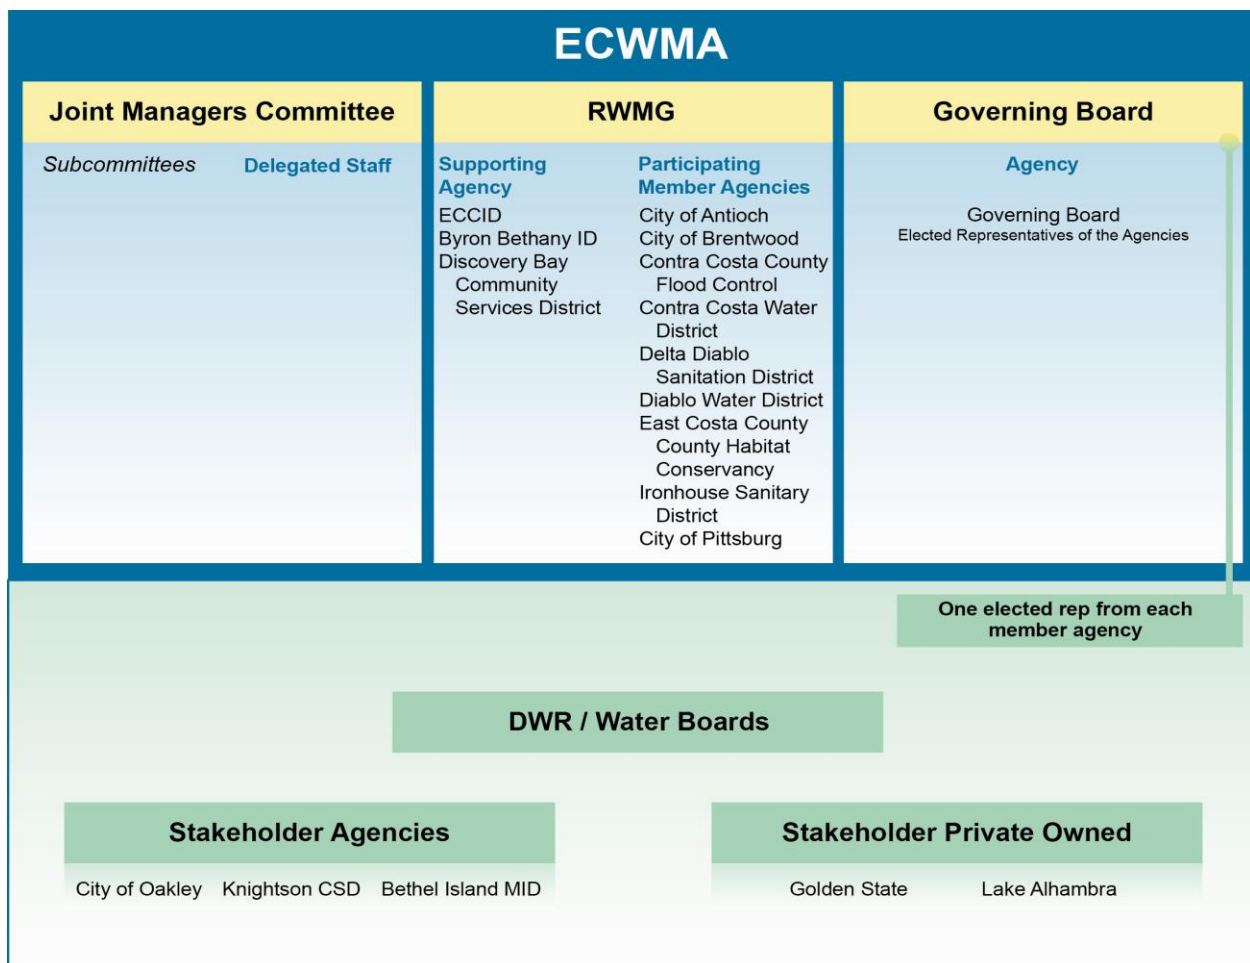 ECWMA
Joint Managers Committee
Subcommittees
Delegated Staff
RWMG
Supporting
Agency
ECCID
Byron Bethany ID
Discovery Bay
Community
Services District
Participating
Member Agencies
City of Antioch
City of Brentwood
Contra Costa County
Flood Control
Contra Costa Water
District
Delta Diablo
Sanitation District
Diablo Water District
East Costa County
County Habitat
Conservancy
Ironhouse Sanitary
District
City of Pittsburg
Governing Board
Agency
Governing Board
Elected Representatives of the Agencies
One elected rep from each
member agency
DWR / Water Boards
Stakeholder Agencies
City of Oakley Knightson CSD Bethel Island MID
Stakeholder Private Owned
Golden State Lake Alhambra